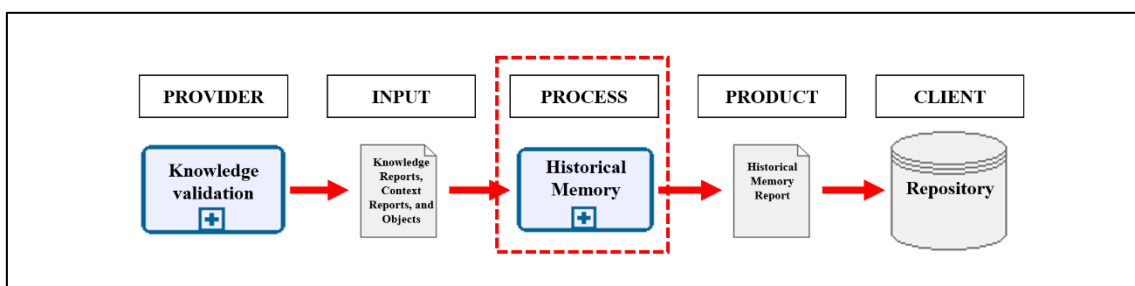 PROVIDER
INPUT
PROCESS
PRODUCT
CLIENT
Knowledge
validation
Knowledge
Reports,
Context
Reports, and
Objects
Historical
Memory
Historical
Memory
Report
Repository